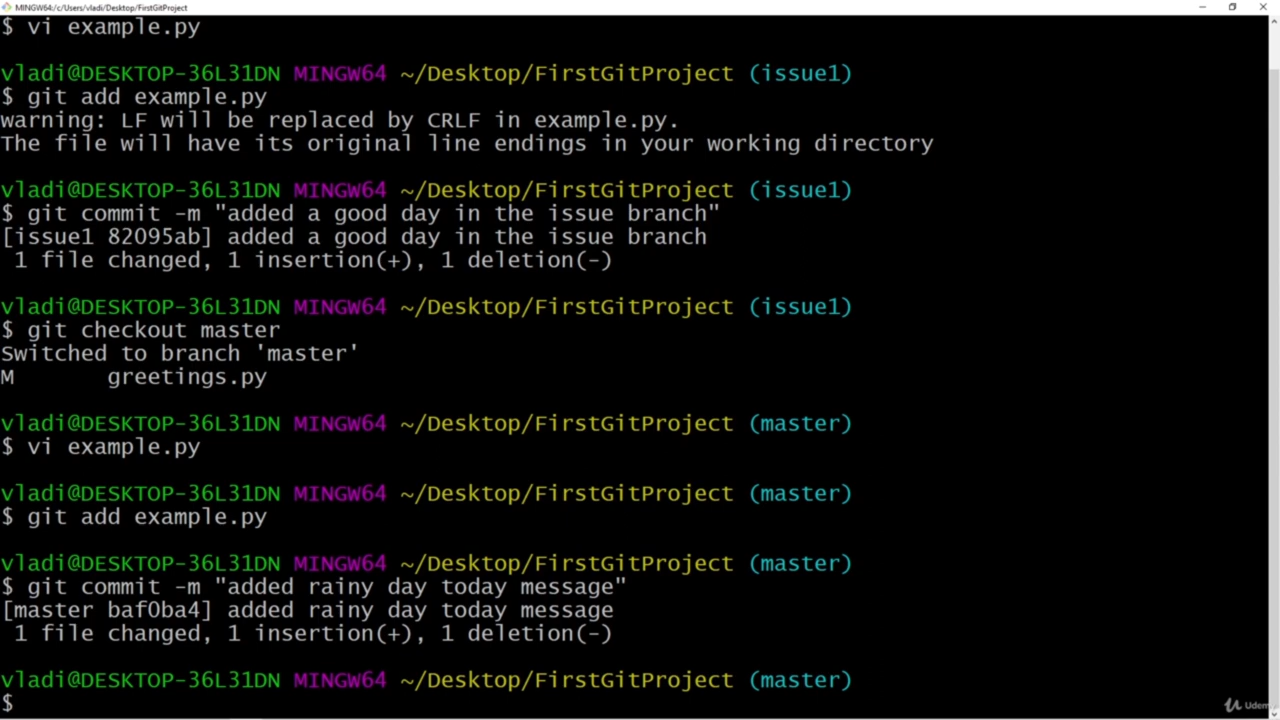 MINGW64:/c/Users/vladi/Desktop/FirstGitProject
$ vi example.py
vladi@DESKTOP-36L31DN MINGW64 ~/Desktop/FirstGitProject (issue1)
$ git add example.py
warning: LF will be replaced by CRLF in example.py.
The file will have its original line endings in your working directory
vladi@DESKTOP-36L31DN MINGW64 ~/Desktop/FirstGitProject (issue1)
$ git commit -m "added a good day in the issue branch"
[issue1 82095ab] added a good day in the issue branch
 1 file changed, 1 insertion(+), 1 deletion(-)
vladi@DESKTOP-36L31DN MINGW64 ~/Desktop/FirstGitProject (issue1)
$ git checkout master
Switched to branch 'master'
M       greetings.py
vladi@DESKTOP-36L31DN MINGW64 ~/Desktop/FirstGitProject (master)
$ vi example.py
vladi@DESKTOP-36L31DN MINGW64 ~/Desktop/FirstGitProject (master)
$ git add example.py
vladi@DESKTOP-36L31DN MINGW64 ~/Desktop/FirstGitProject (master)
$ git commit -m "added rainy day today message"
[master baf0ba4] added rainy day today message
 1 file changed, 1 insertion(+), 1 deletion(-)
vladi@DESKTOP-36L31DN MINGW64 ~/Desktop/FirstGitProject (master)
$